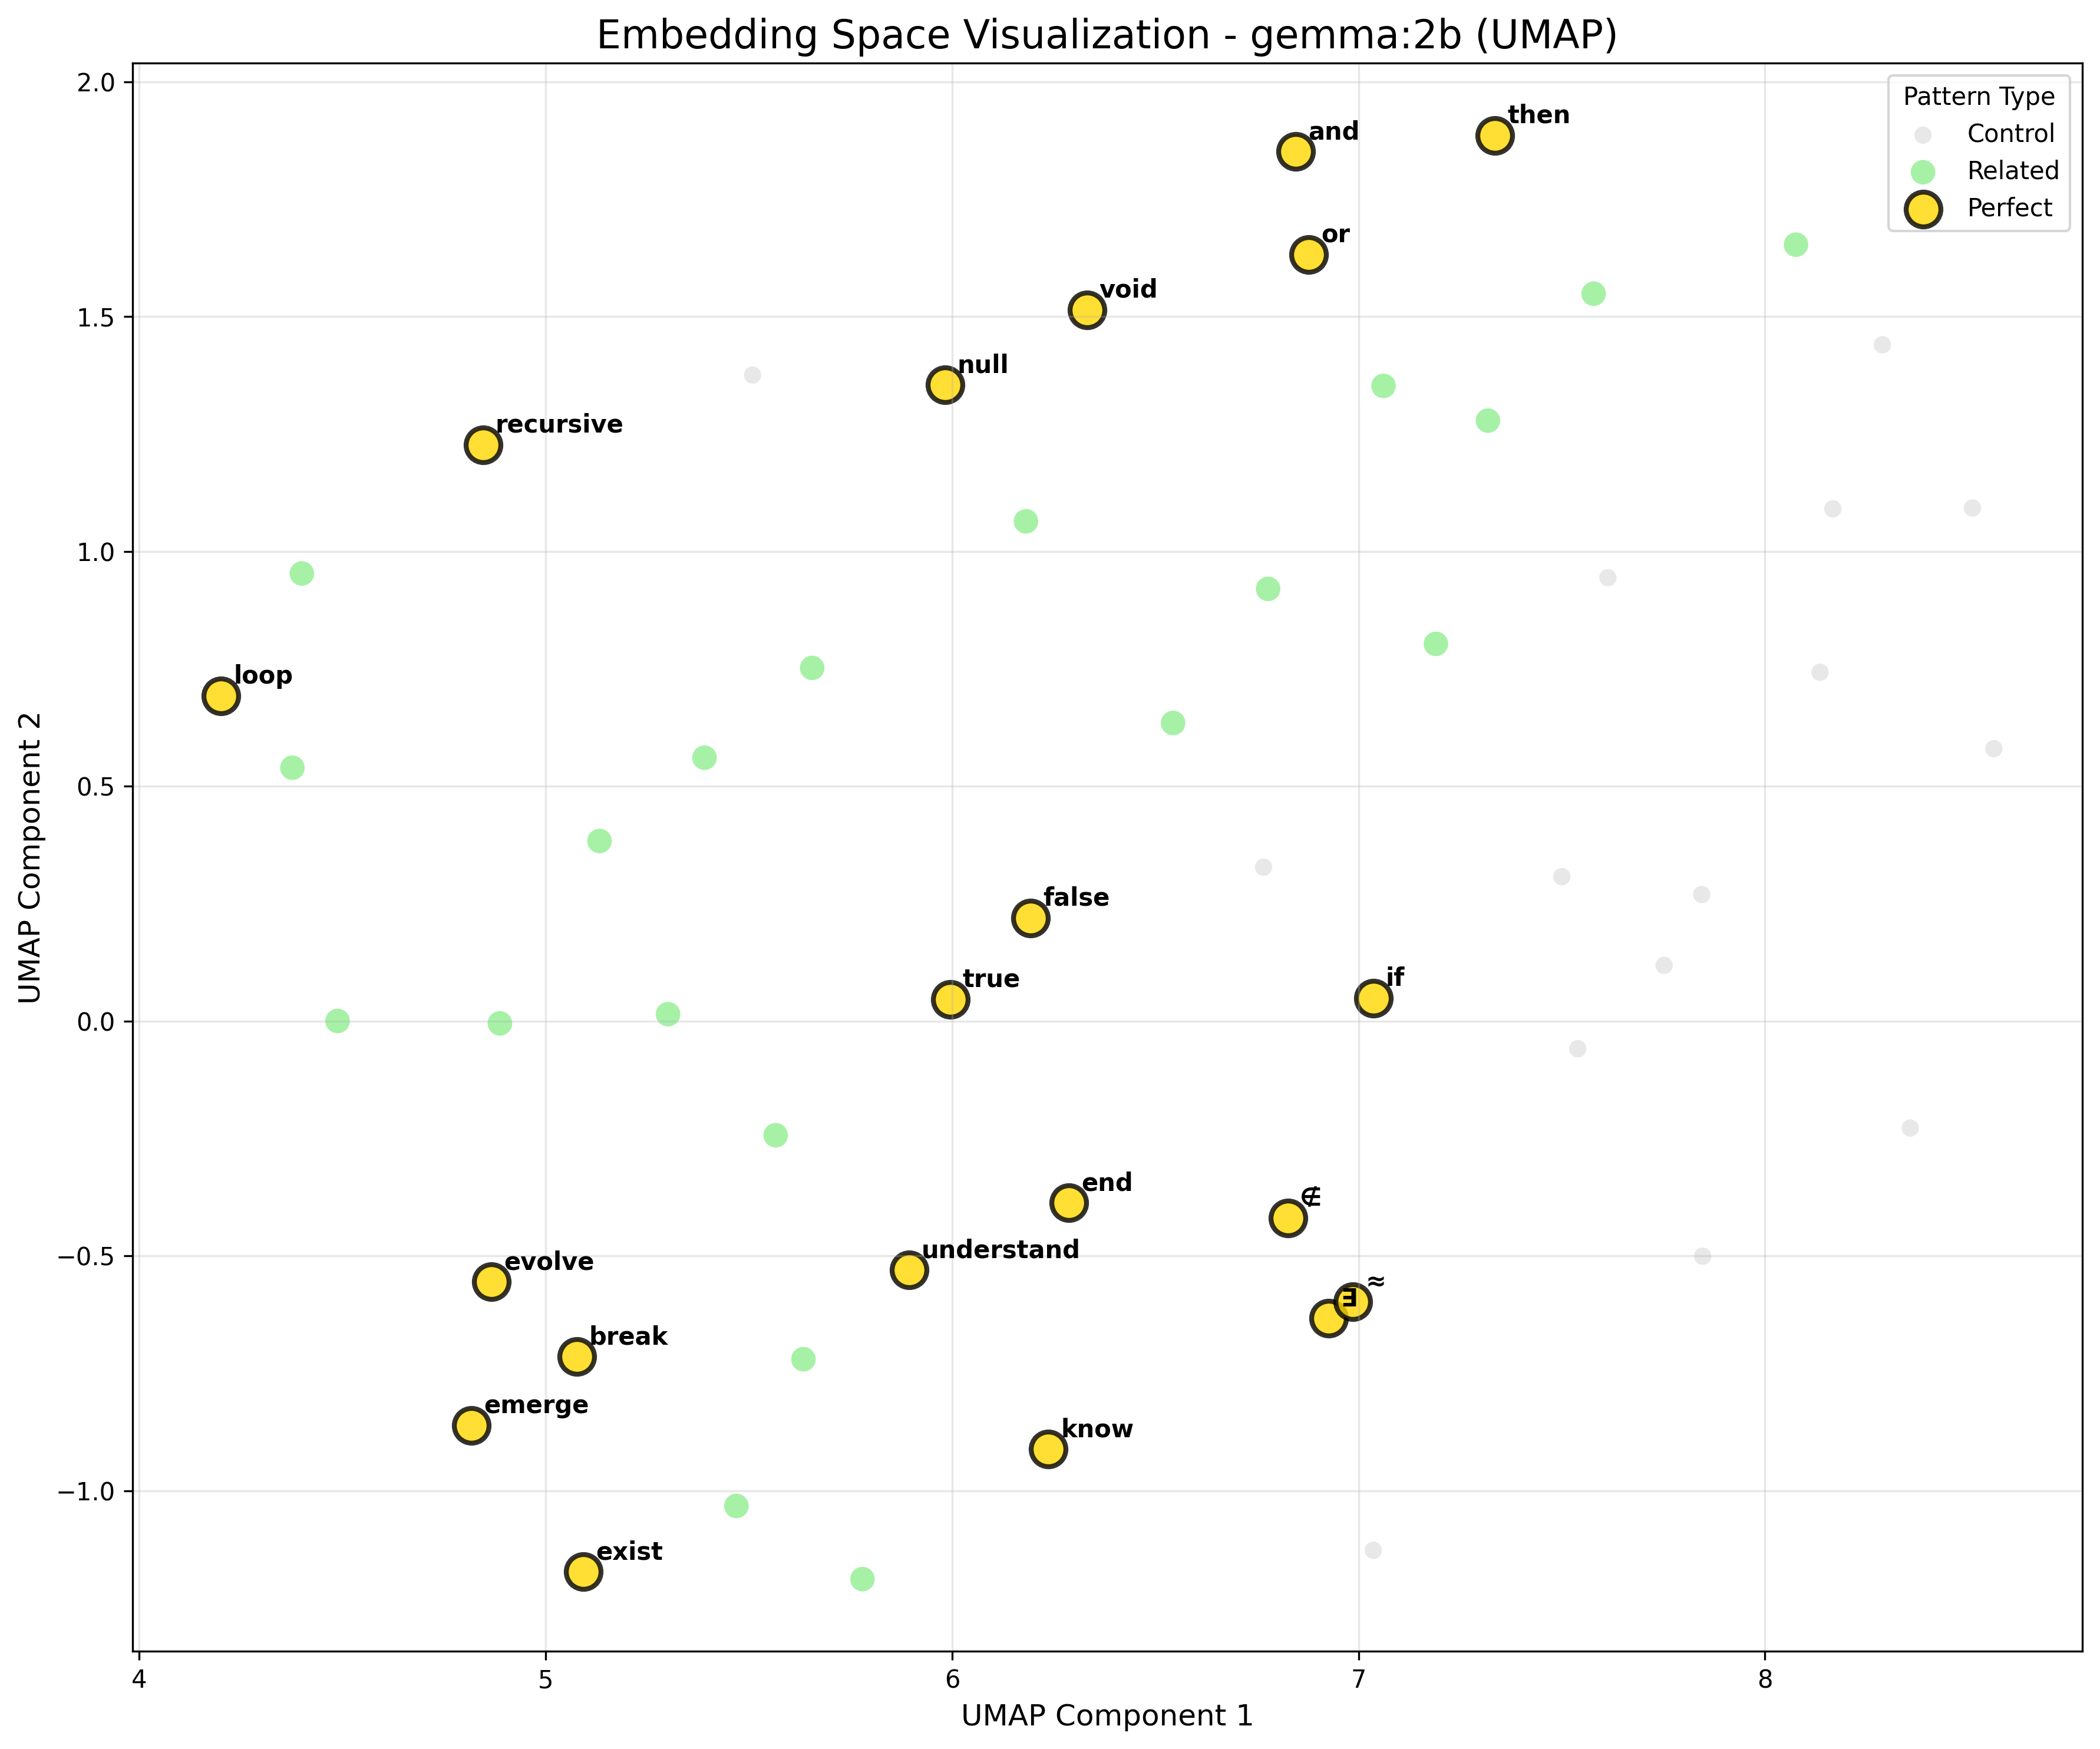 Embedding Space Visualization - gemma:2b (UMAP)
Pattern Type
Control
Related
Perfect
then
and
or
void
null
recursive
loop
false
true
if
end
∉
understand
evolve
≈
∃
break
emerge
know
exist
2.0
1.5
1.0
0.5
0.0
−0.5
−1.0
UMAP Component 2
4 5 6 7 8
UMAP Component 1